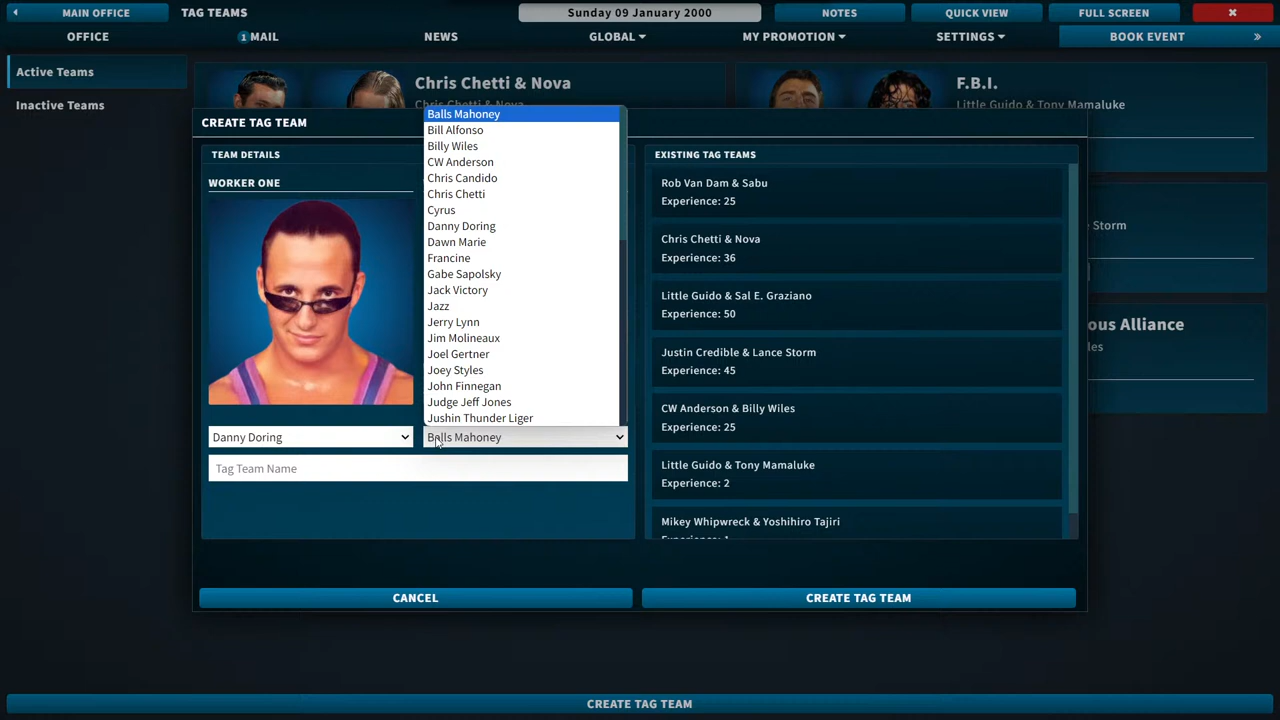 MAIN OFFICE
TAG TEAMS
Sunday 09 January 2000
NOTES
QUICK VIEW
FULL SCREEN
OFFICE
1 MAIL
NEWS
GLOBAL
MY PROMOTION
SETTINGS
BOOK EVENT
Active Teams
Inactive Teams
Chris Chetti & Nova
Chris Chetti & Nova
F.B.I.
Little Guido & Tony Mamaluke
Storm
ous Alliance
les
CREATE TAG TEAM
TEAM DETAILS
WORKER ONE
Danny Doring
Balls Mahoney
Bill Alfonso
Billy Wiles
CW Anderson
Chris Candido
Chris Chetti
Cyrus
Danny Doring
Dawn Marie
Francine
Gabe Sapolsky
Jack Victory
Jazz
Jerry Lynn
Jim Molineaux
Joel Gertner
Joey Styles
John Finnegan
Judge Jeff Jones
Jushin Thunder Liger
Balls Mahoney
Tag Team Name
EXISTING TAG TEAMS
Rob Van Dam & Sabu
Experience: 25
Chris Chetti & Nova
Experience: 36
Little Guido & Sal E. Graziano
Experience: 50
Justin Credible & Lance Storm
Experience: 45
CW Anderson & Billy Wiles
Experience: 25
Little Guido & Tony Mamaluke
Experience: 2
Mikey Whipwreck & Yoshihiro Tajiri
Experience: 1
CANCEL
CREATE TAG TEAM
CREATE TAG TEAM